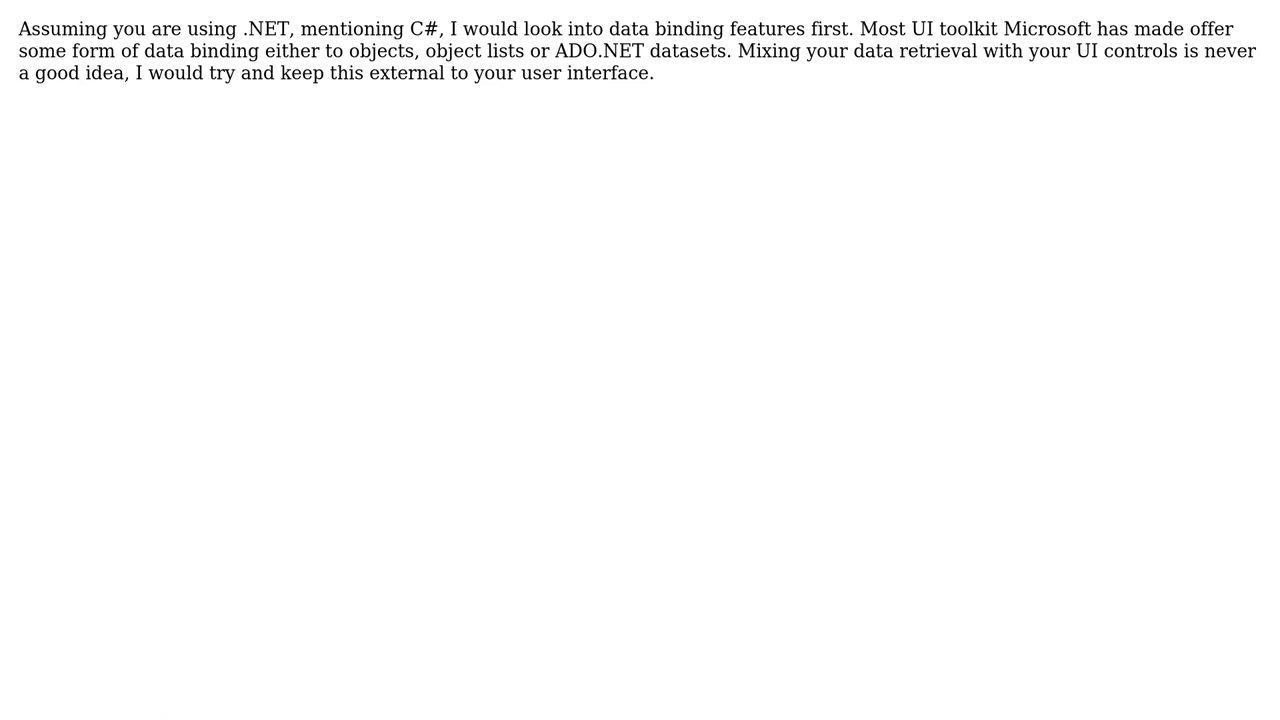 Assuming you are using .NET, mentioning C#, I would look into data binding features first. Most UI toolkit Microsoft has made offer
some form of data binding either to objects, object lists or ADO.NET datasets. Mixing your data retrieval with your UI controls is never
a good idea, I would try and keep this external to your user interface.